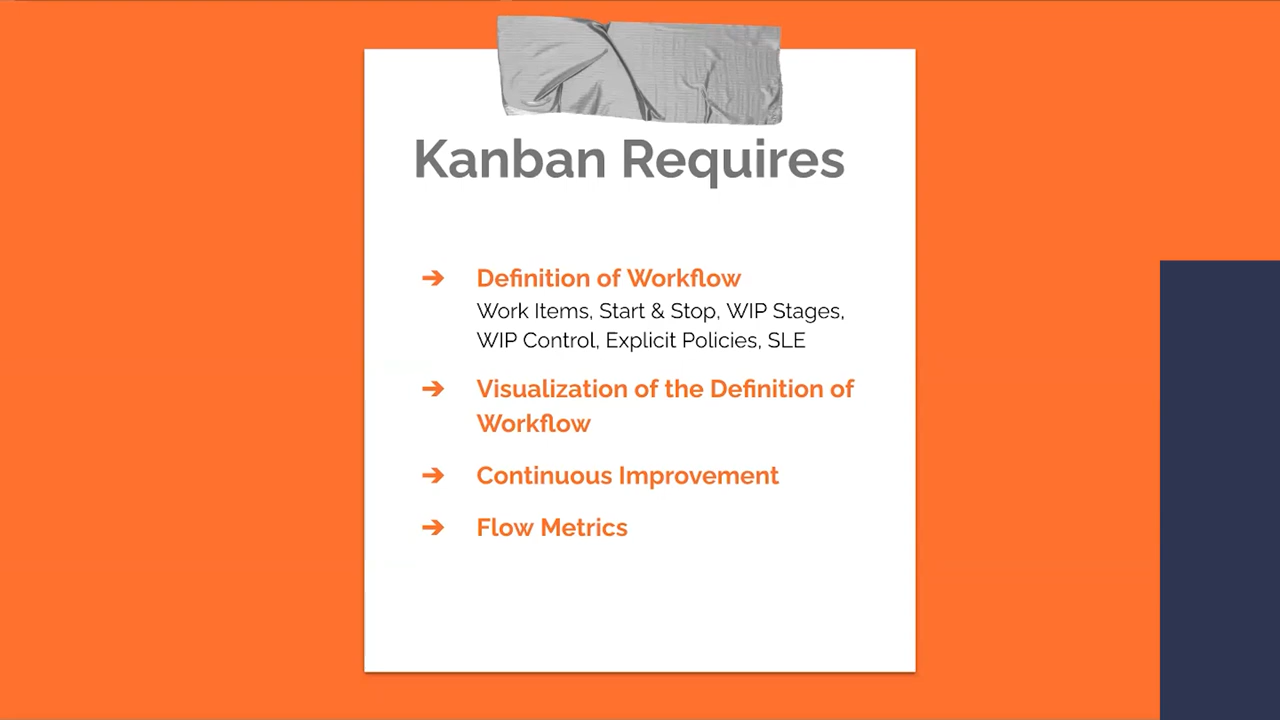 Kanban Requires
➔ Definition of Workflow
Work Items, Start & Stop, WIP Stages,
WIP Control, Explicit Policies, SLE
➔ Visualization of the Definition of
Workflow
➔ Continuous Improvement
➔ Flow Metrics